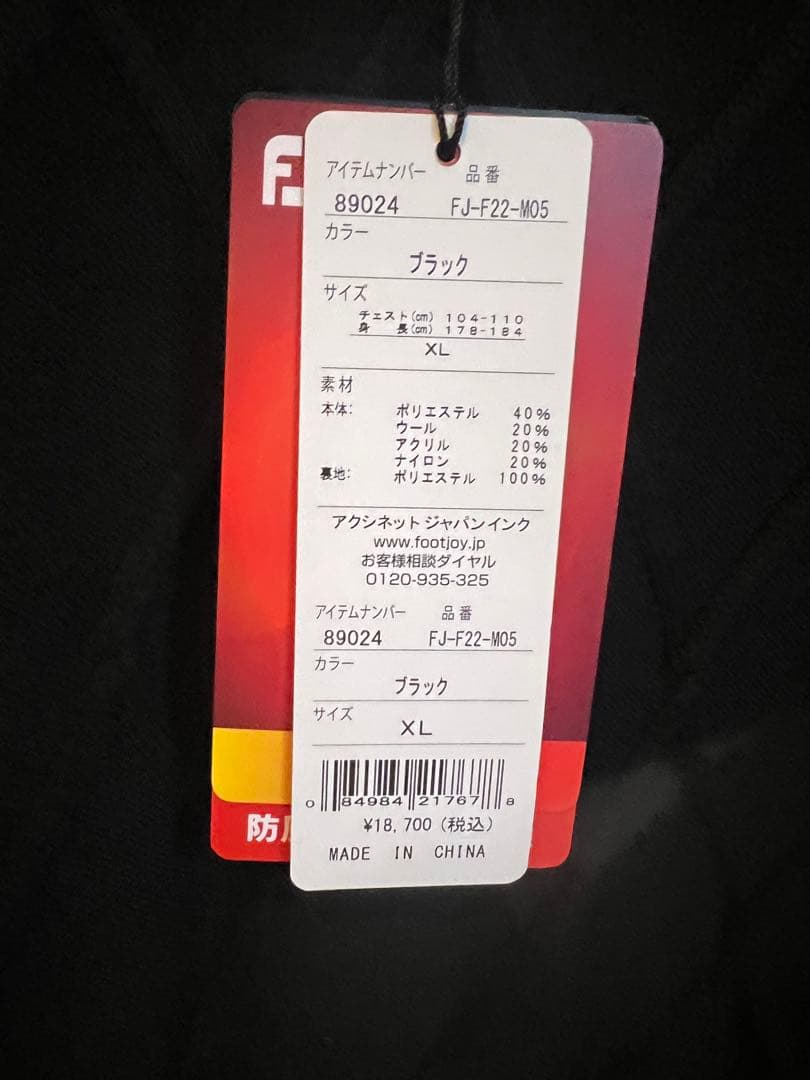 FJ
アイテムナンバー 品番
89024 FJ-F22-M05
カラー
ブラック
サイズ
チェスト(cm) 104-110
身 長(cm) 178-184
XL
素材
本体: ポリエステル 40%
ウール 20%
アクリル 20%
ナイロン 20%
裏地: ポリエステル 100%
アクシネット ジャパン インク
www.footjoy.jp
お客様相談ダイヤル
0120-935-325
アイテムナンバー 品番
89024 FJ-F22-M05
カラー
ブラック
サイズ
XL
0 84984 21767 8
¥18,700 (税込)
MADE IN CHINA
防